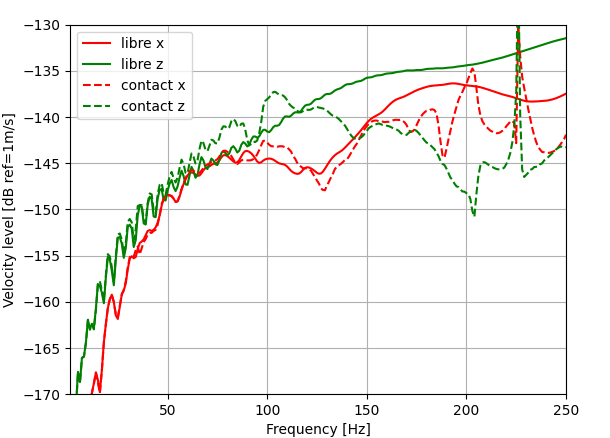 −130
−135
−140
−145
−150
−155
−160
−165
−170
Velocity level [dB ref=1m/s]
libre x
libre z
contact x
contact z
50
100
150
200
250
Frequency [Hz]